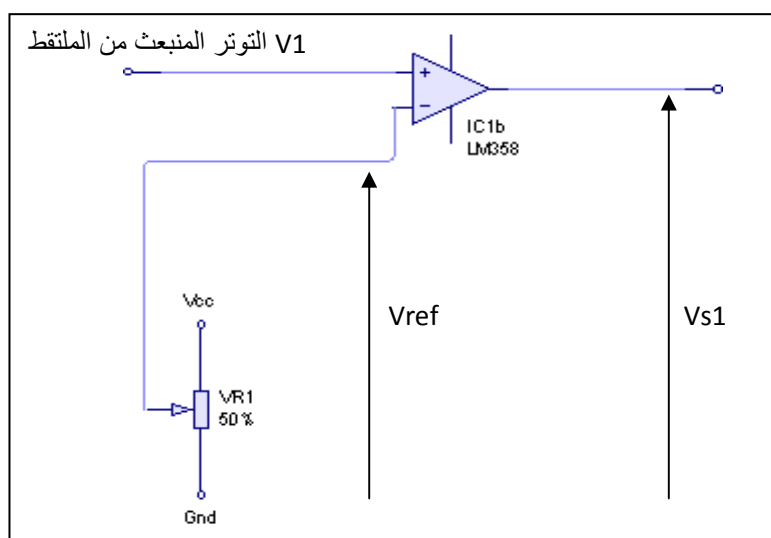 V1 التوتر المنبعث من الملتقط
+
−
IC1b
LM358
Vref
Vs1
Vcc
VR1
50%
Gnd